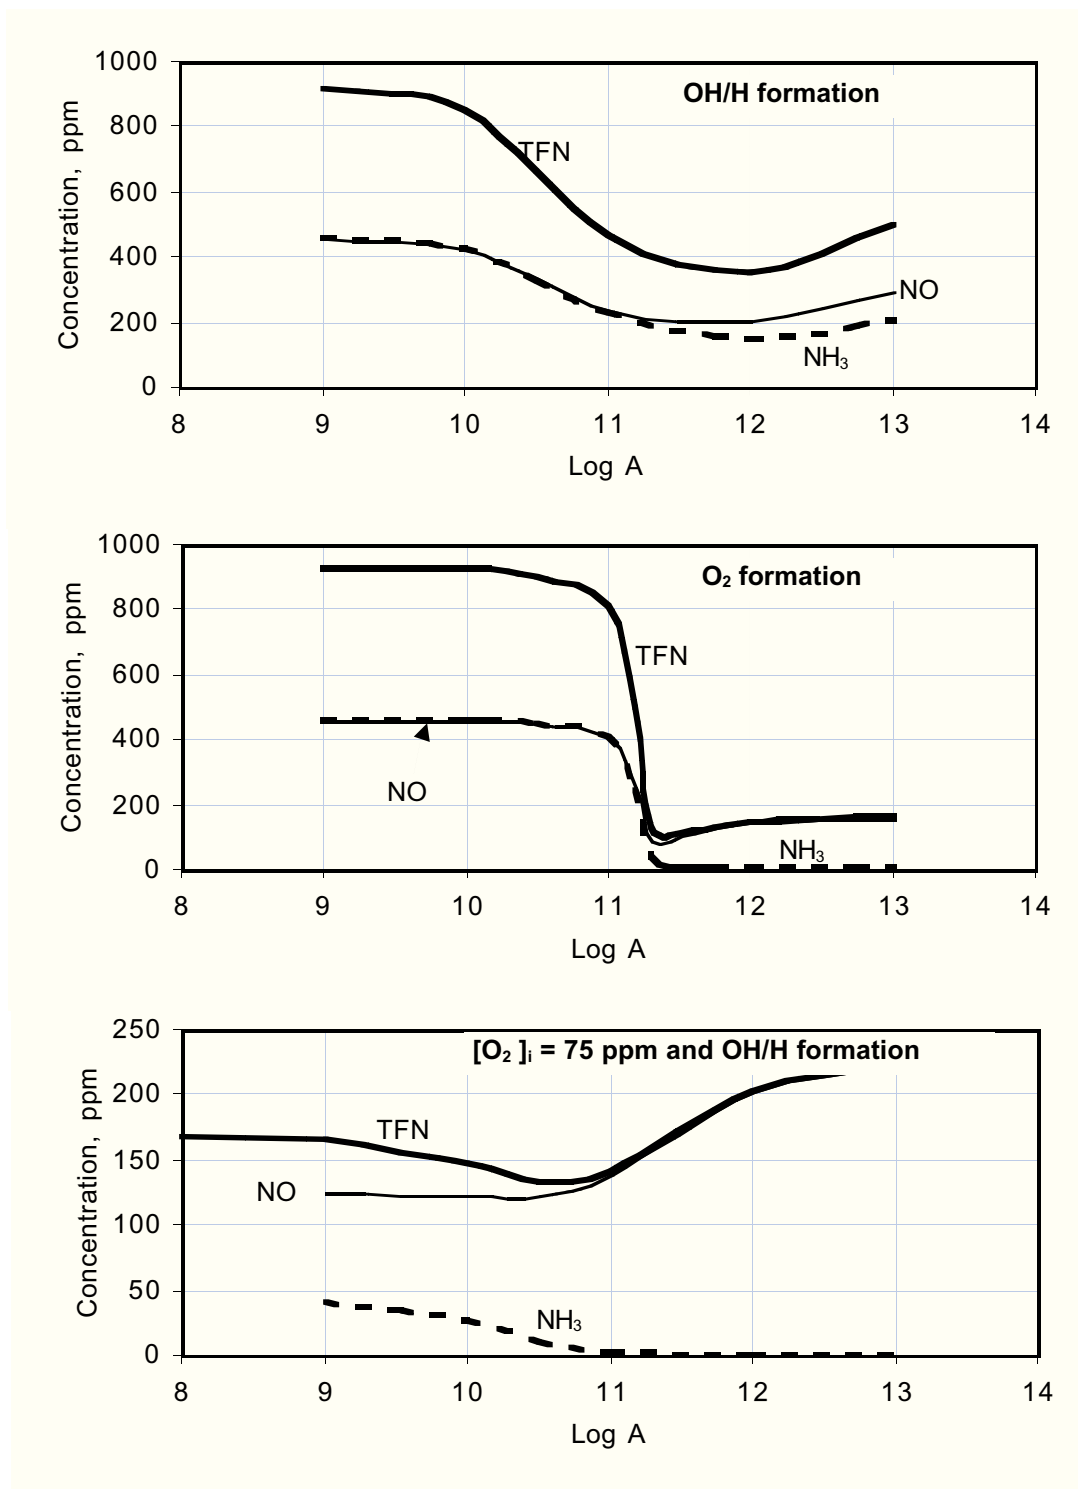 1000
OH/H formation
800
TFN
600
400
NO
200
NH₃
0
8 9 10 11 12 13 14
Log A
Concentration, ppm
1000
O₂ formation
800
TFN
600
400
NO
200
NH₃
0
8 9 10 11 12 13 14
Log A
Concentration, ppm
250
[O₂ ]ᵢ = 75 ppm and OH/H formation
200
TFN
150
NO
100
50
NH₃
0
8 9 10 11 12 13 14
Log A
Concentration, ppm